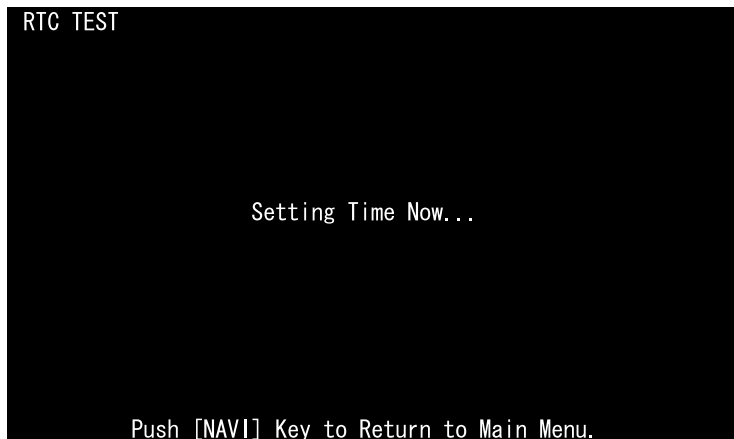 RTC TEST
Setting Time Now...
Push [NAVI] Key to Return to Main Menu.